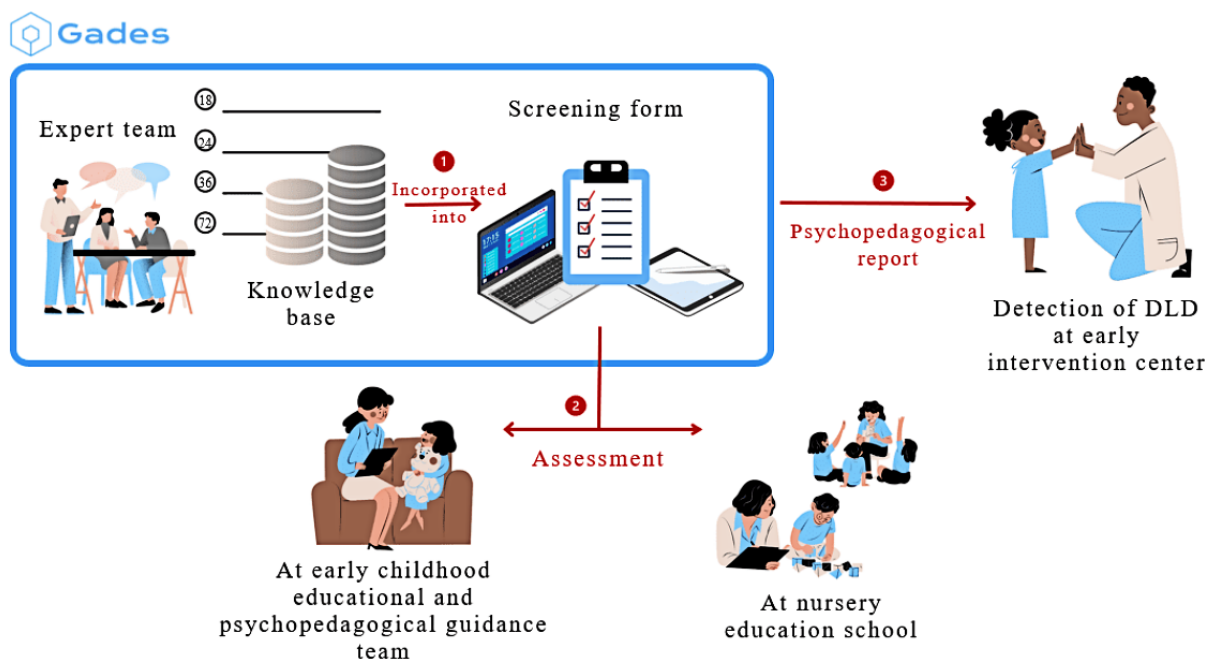 Gades
Expert team
18
24
36
72
Knowledge
base
1
Incorporated
into
Screening form
17:15
3
Psychopedagogical
report
Detection of DLD
at early
intervention center
2
Assessment
At early childhood
educational and
psychopedagogical guidance
team
At nursery
education school